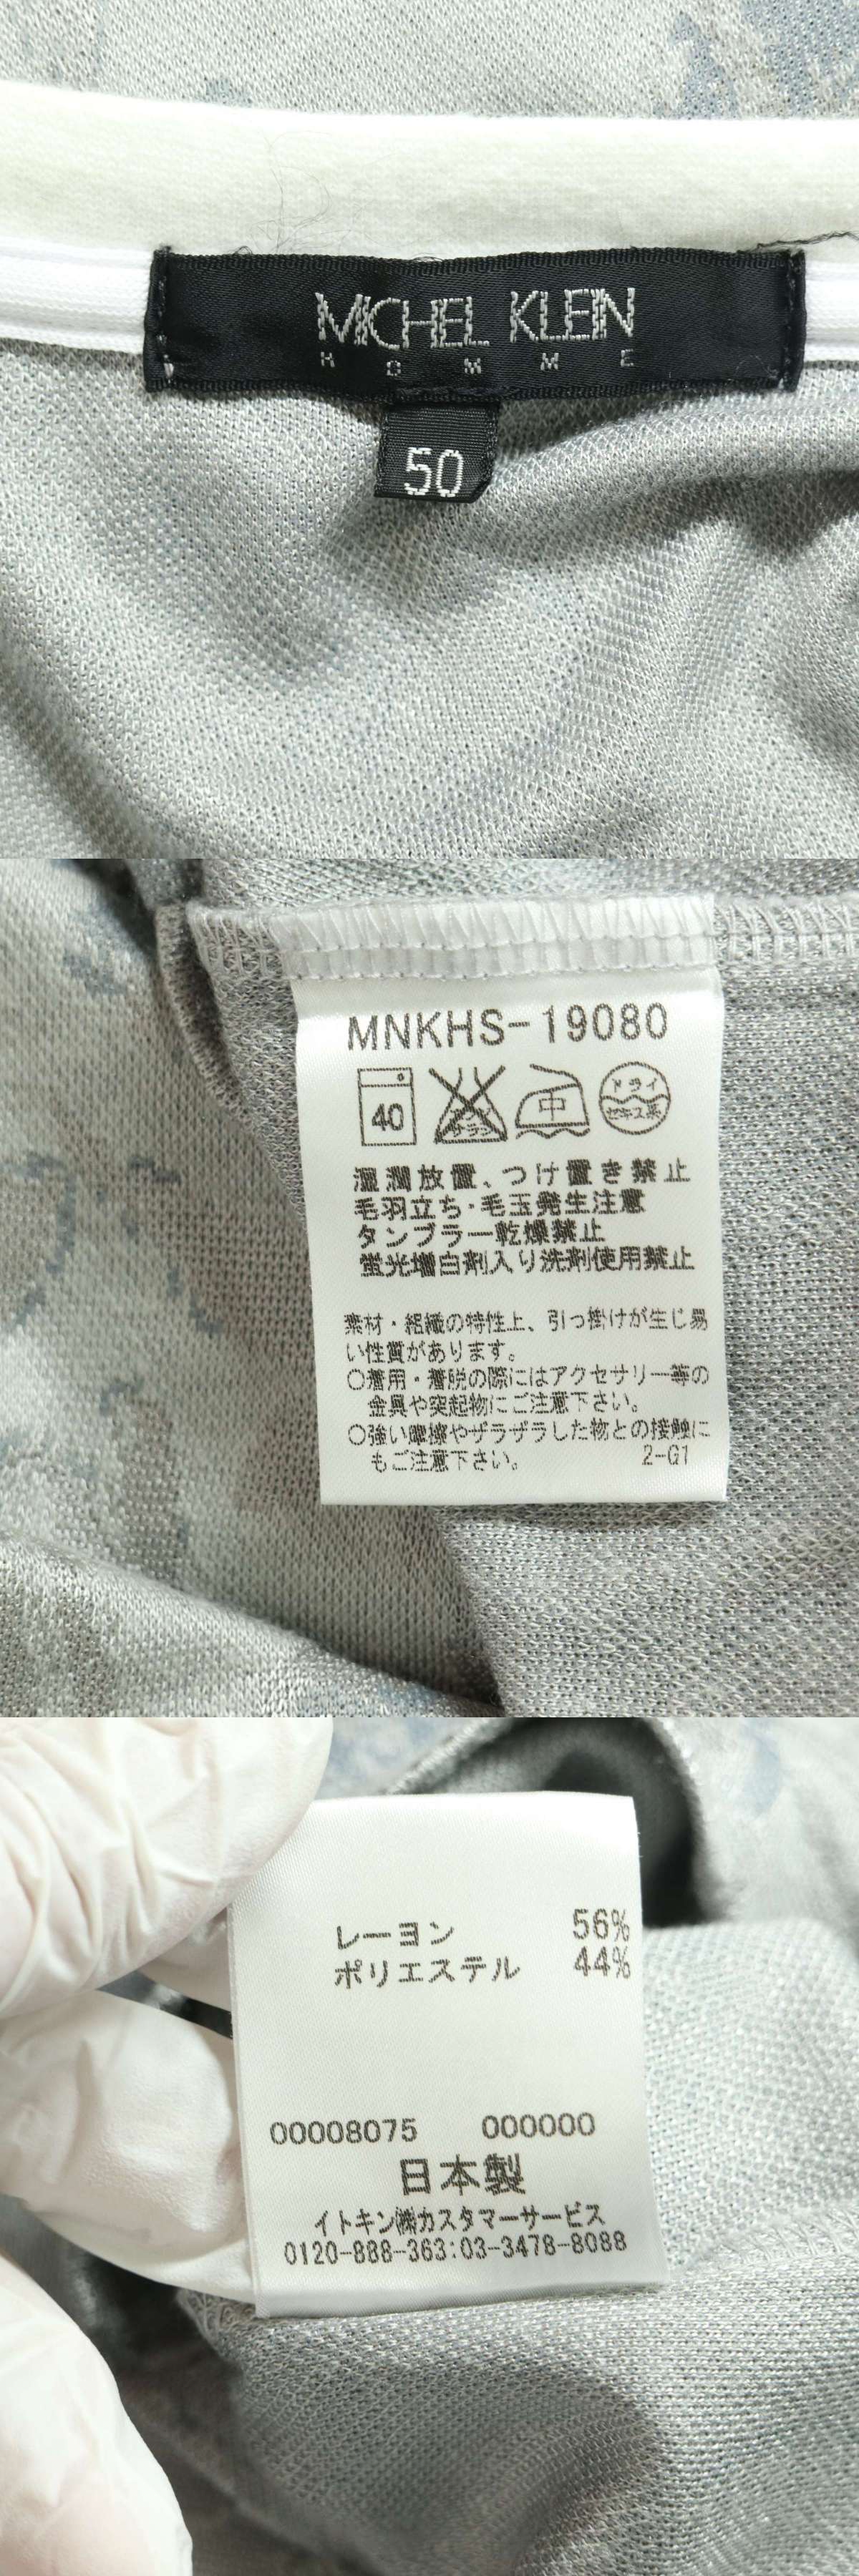 MICHEL KLEIN
HOMME
50
MNKHS-19080
40
中
ドライ
セキユ系
湿潤放置、つけ置き禁止
毛羽立ち・毛玉発生注意
タンブラー乾燥禁止
蛍光増白剤入り洗剤使用禁止
素材・組織の特性上、引っ掛けが生じ易
い性質があります。
○着用・着脱の際にはアクセサリー等の
金具や突起物にご注意下さい。
○強い摩擦やザラザラした物との接触に
もご注意下さい。 2-G1
レーヨン 56%
ポリエステル 44%
00008075 000000
日本製
イトキン㈱カスタマーサービス
0120-888-363:03-3478-8088